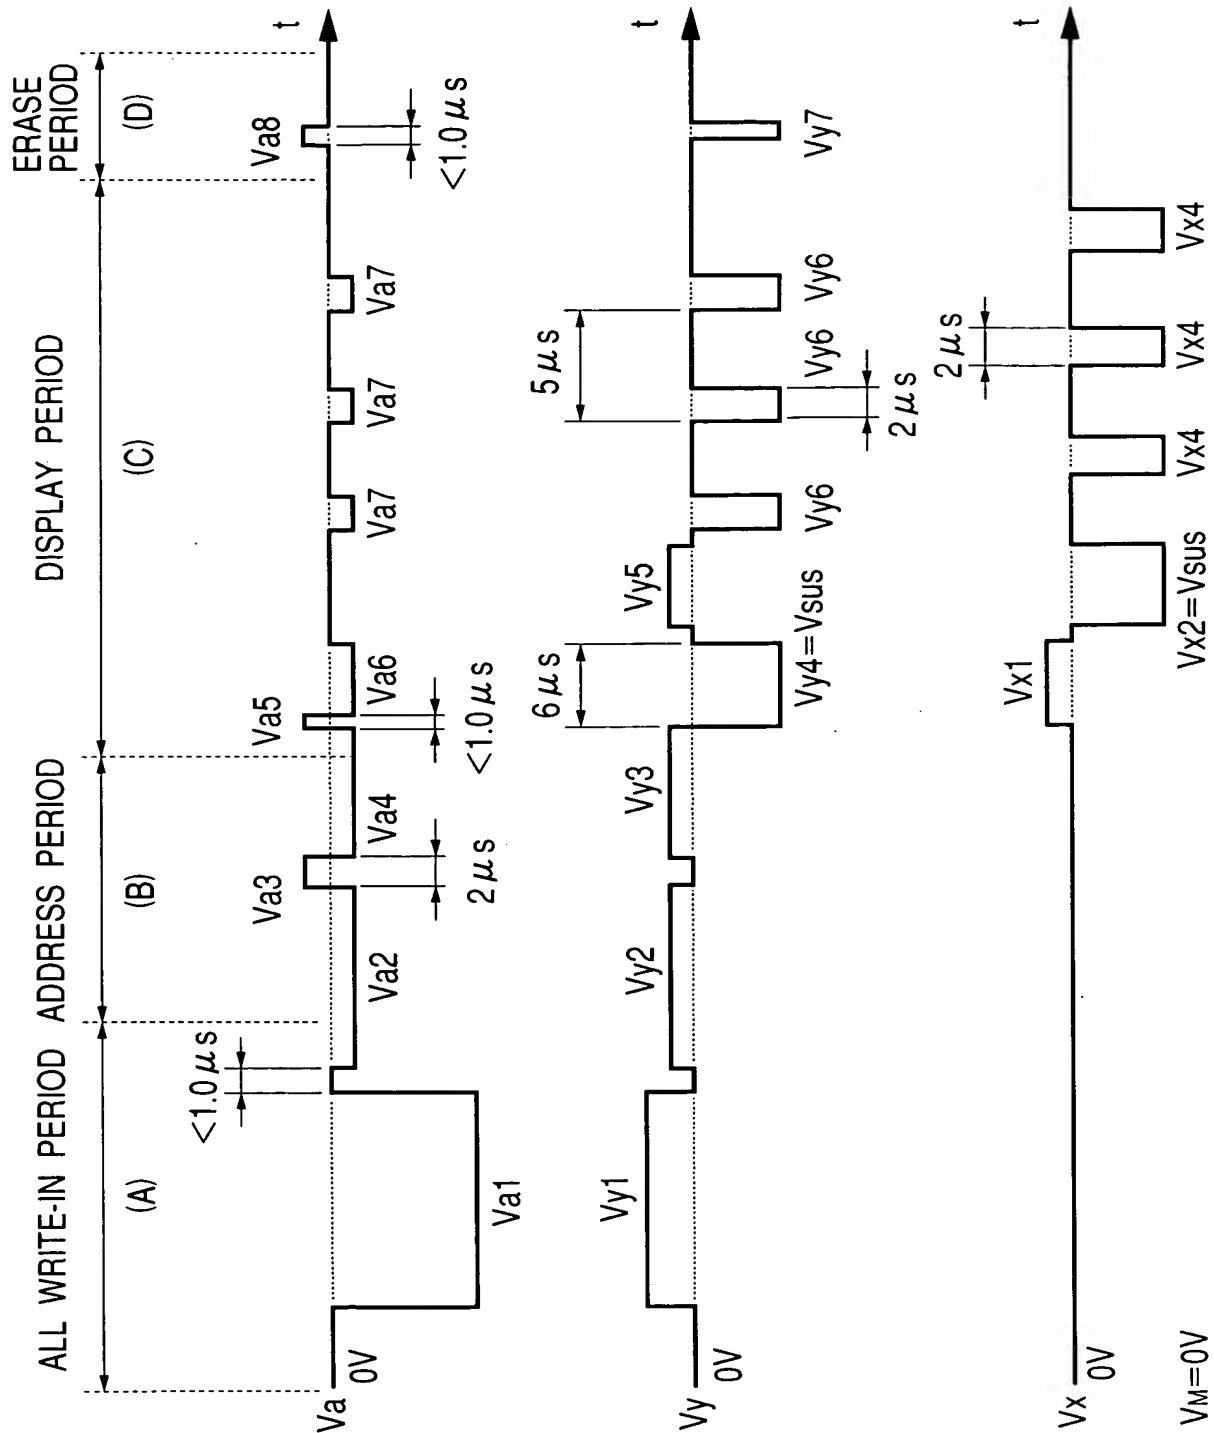 ALL WRITE-IN PERIOD
ADDRESS PERIOD
DISPLAY PERIOD
ERASE
PERIOD
(A)
(B)
(C)
(D)
<1.0μs
Va3
Va5
Va8
Va
0V
t
Va1
Va2
Va4
Va6
Va7
Va7
Va7
2μs
<1.0μs
<1.0μs
6μs
5μs
Vy1
Vy2
Vy3
Vy5
Vy
0V
t
Vy4=Vsus
Vy6
Vy6
Vy6
Vy7
2μs
2μs
Vx1
Vx
0V
t
Vx2=Vsus
Vx4
Vx4
Vx4
VM=0V